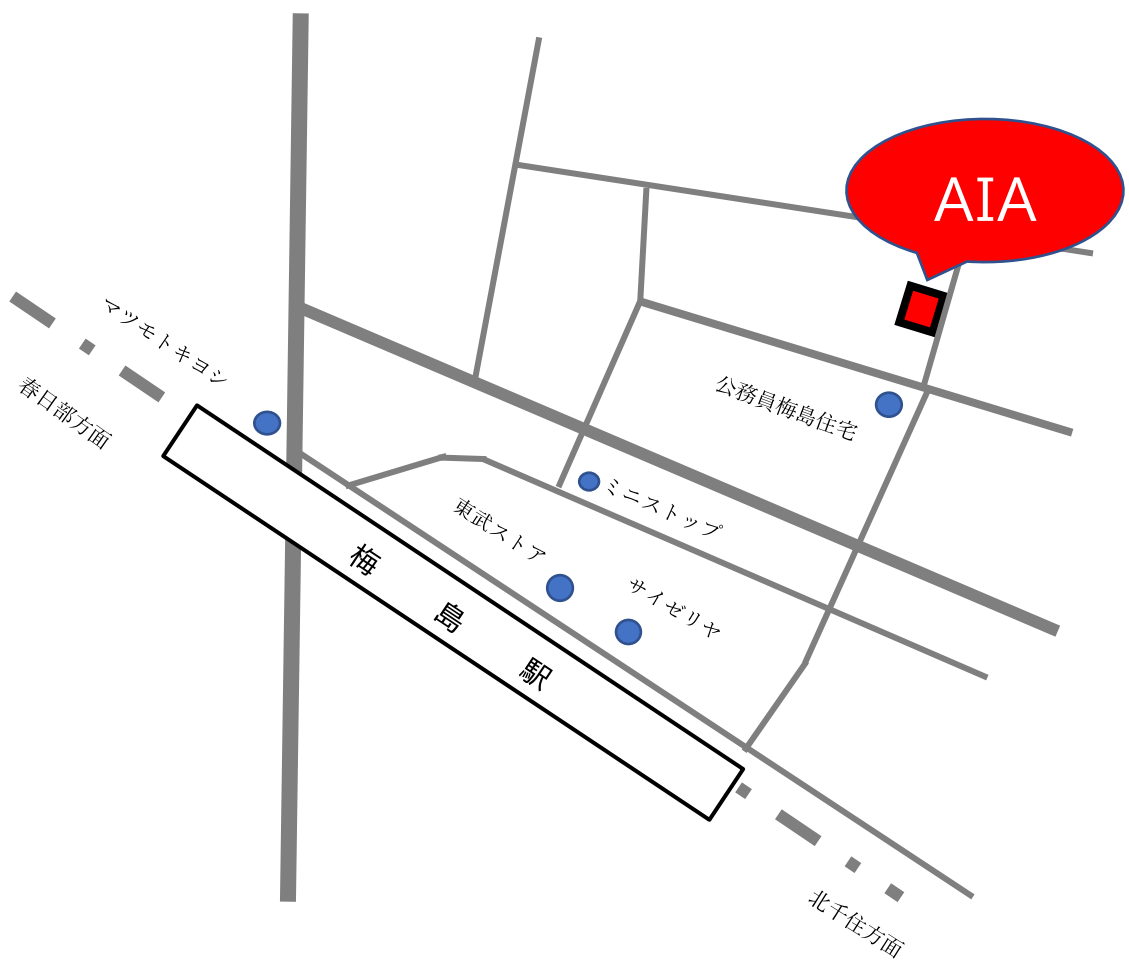 AIA
マツモトキヨシ
春日部方面
公務員梅島住宅
ミニストップ
東武ストア
サイゼリヤ
梅島駅
北千住方面